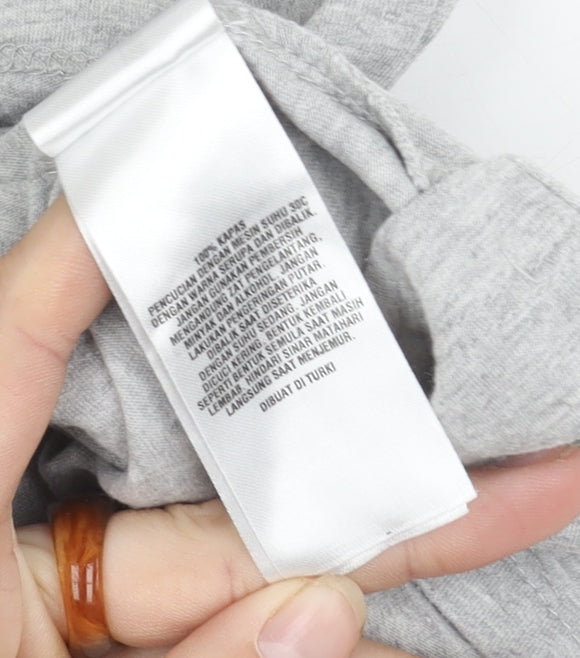 100% KAPAS
PENCUCIAN DENGAN MESIN SUHU 30C
DENGAN WARNA SERUPA DAN DIBALIK.
JANGAN GUNAKAN PEMBERSIH
MENGANDUNG ZAT PENGELANTANG,
MINYAK DAN ALKOHOL. JANGAN
LAKUKAN PENGERINGAN PUTAR.
UBAH SAAT DISETERIKA
DENGAN SUHU SEDANG, JANGAN
DICUCI KERING, BENTUK KEMBALI
SEPERTI BENTUK SEMULA SAAT MASIH
LEMBAB, HINDARI SINAR MATAHARI
LANGSUNG SAAT MENJEMUR.
DIBUAT DI TURKI